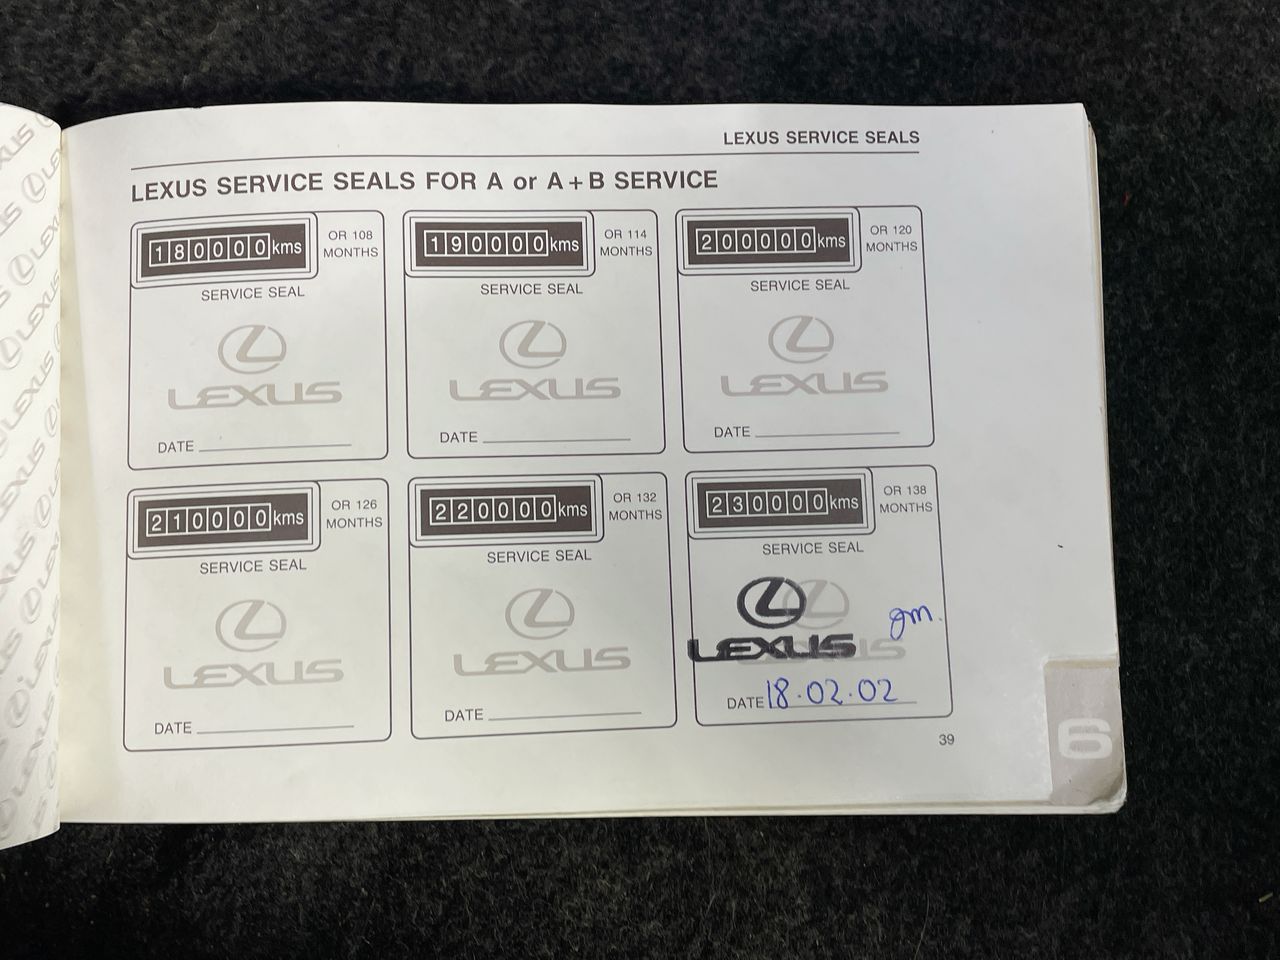 LEXUS SERVICE SEALS
LEXUS SERVICE SEALS FOR A or A + B SERVICE
180000 kms
OR 108
MONTHS
SERVICE SEAL
LEXUS
DATE
190000 kms
OR 114
MONTHS
SERVICE SEAL
LEXUS
DATE
200000 kms
OR 120
MONTHS
SERVICE SEAL
LEXUS
DATE
210000 kms
OR 126
MONTHS
SERVICE SEAL
LEXUS
DATE
220000 kms
OR 132
MONTHS
SERVICE SEAL
LEXUS
DATE
230000 kms
OR 138
MONTHS
SERVICE SEAL
LEXUS
DATE 18.02.02
39
6